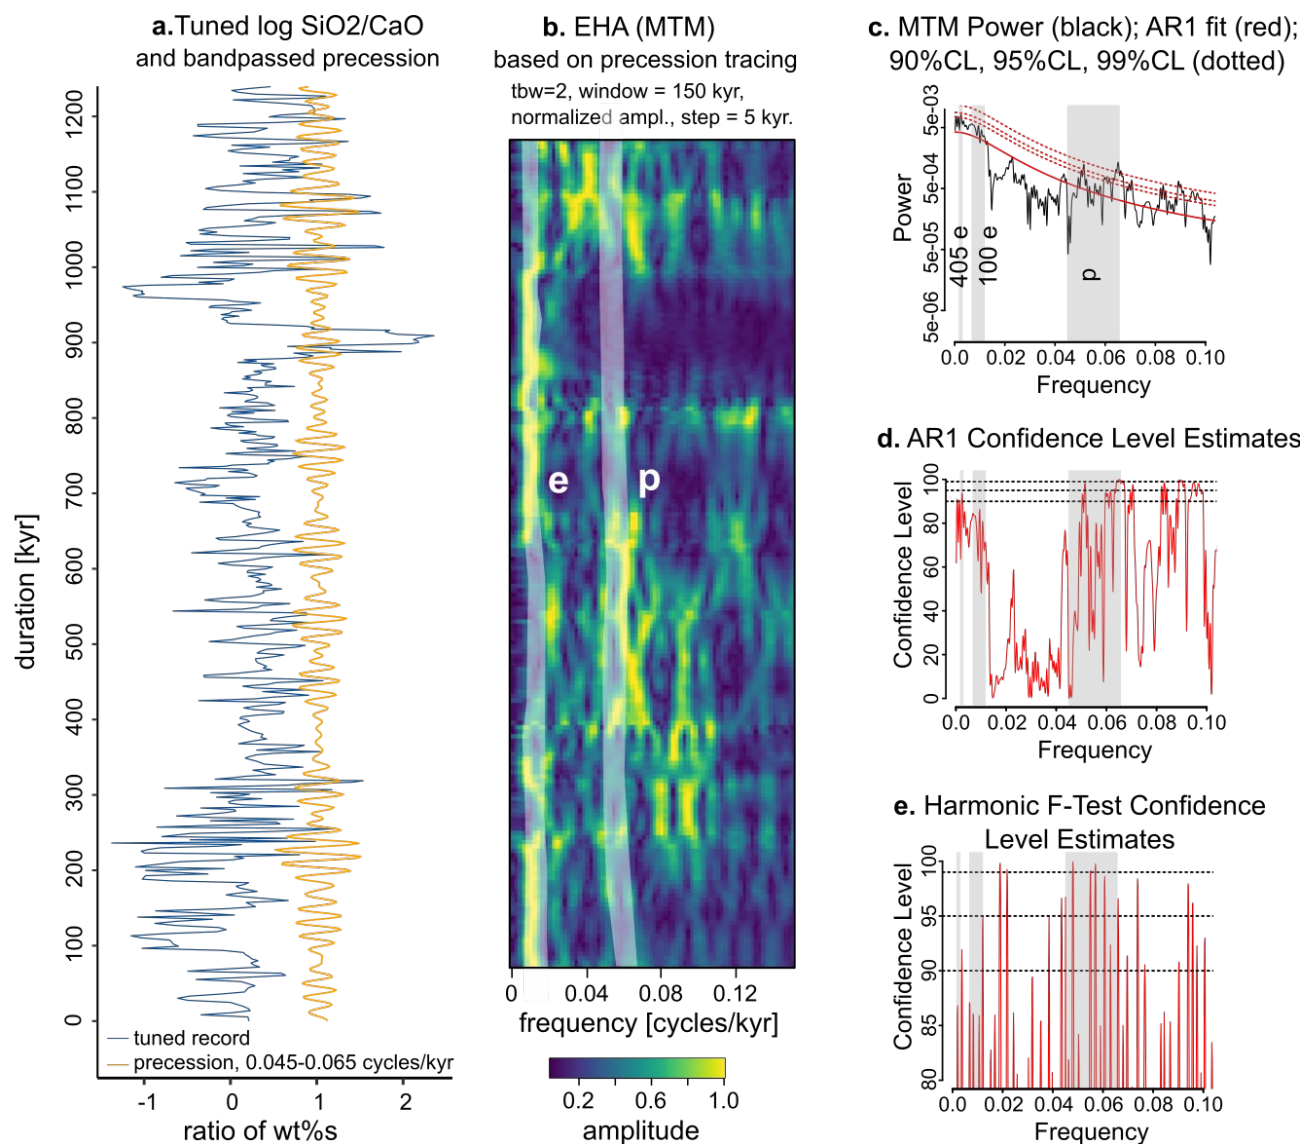 a.Tuned log SiO2/CaO
and bandpassed precession
duration [kyr]
1200
1100
1000
900
800
700
600
500
400
300
200
100
0
tuned record
precession, 0.045-0.065 cycles/kyr
-1 0 1 2
ratio of wt%s
b. EHA (MTM)
based on precession tracing
tbw=2, window = 150 kyr,
normalized ampl., step = 5 kyr.
e p
0 0.04 0.08 0.12
frequency [cycles/kyr]
0.2 0.6 1.0
amplitude
c. MTM Power (black); AR1 fit (red);
90%CL, 95%CL, 99%CL (dotted)
Power
5e-03
5e-04
5e-05
5e-06
405 e
100 e
p
0.0 0.02 0.04 0.06 0.08 0.10
Frequency
d. AR1 Confidence Level Estimates
Confidence Level
100
80
60
40
20
0
0.0 0.02 0.04 0.06 0.08 0.10
Frequency
e. Harmonic F-Test Confidence
Level Estimates
Confidence Level
100
95
90
85
80
0.0 0.02 0.04 0.06 0.08 0.10
Frequency